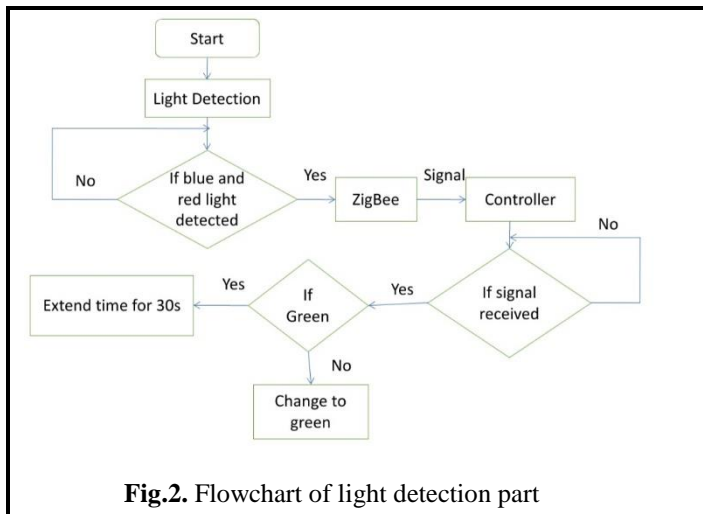 Start
Light Detection
No
If blue and
red light
detected
Yes
ZigBee
Signal
Controller
No
If signal
received
Yes
If
Green
Yes
Extend time for 30s
No
Change to
green
Fig.2. Flowchart of light detection part